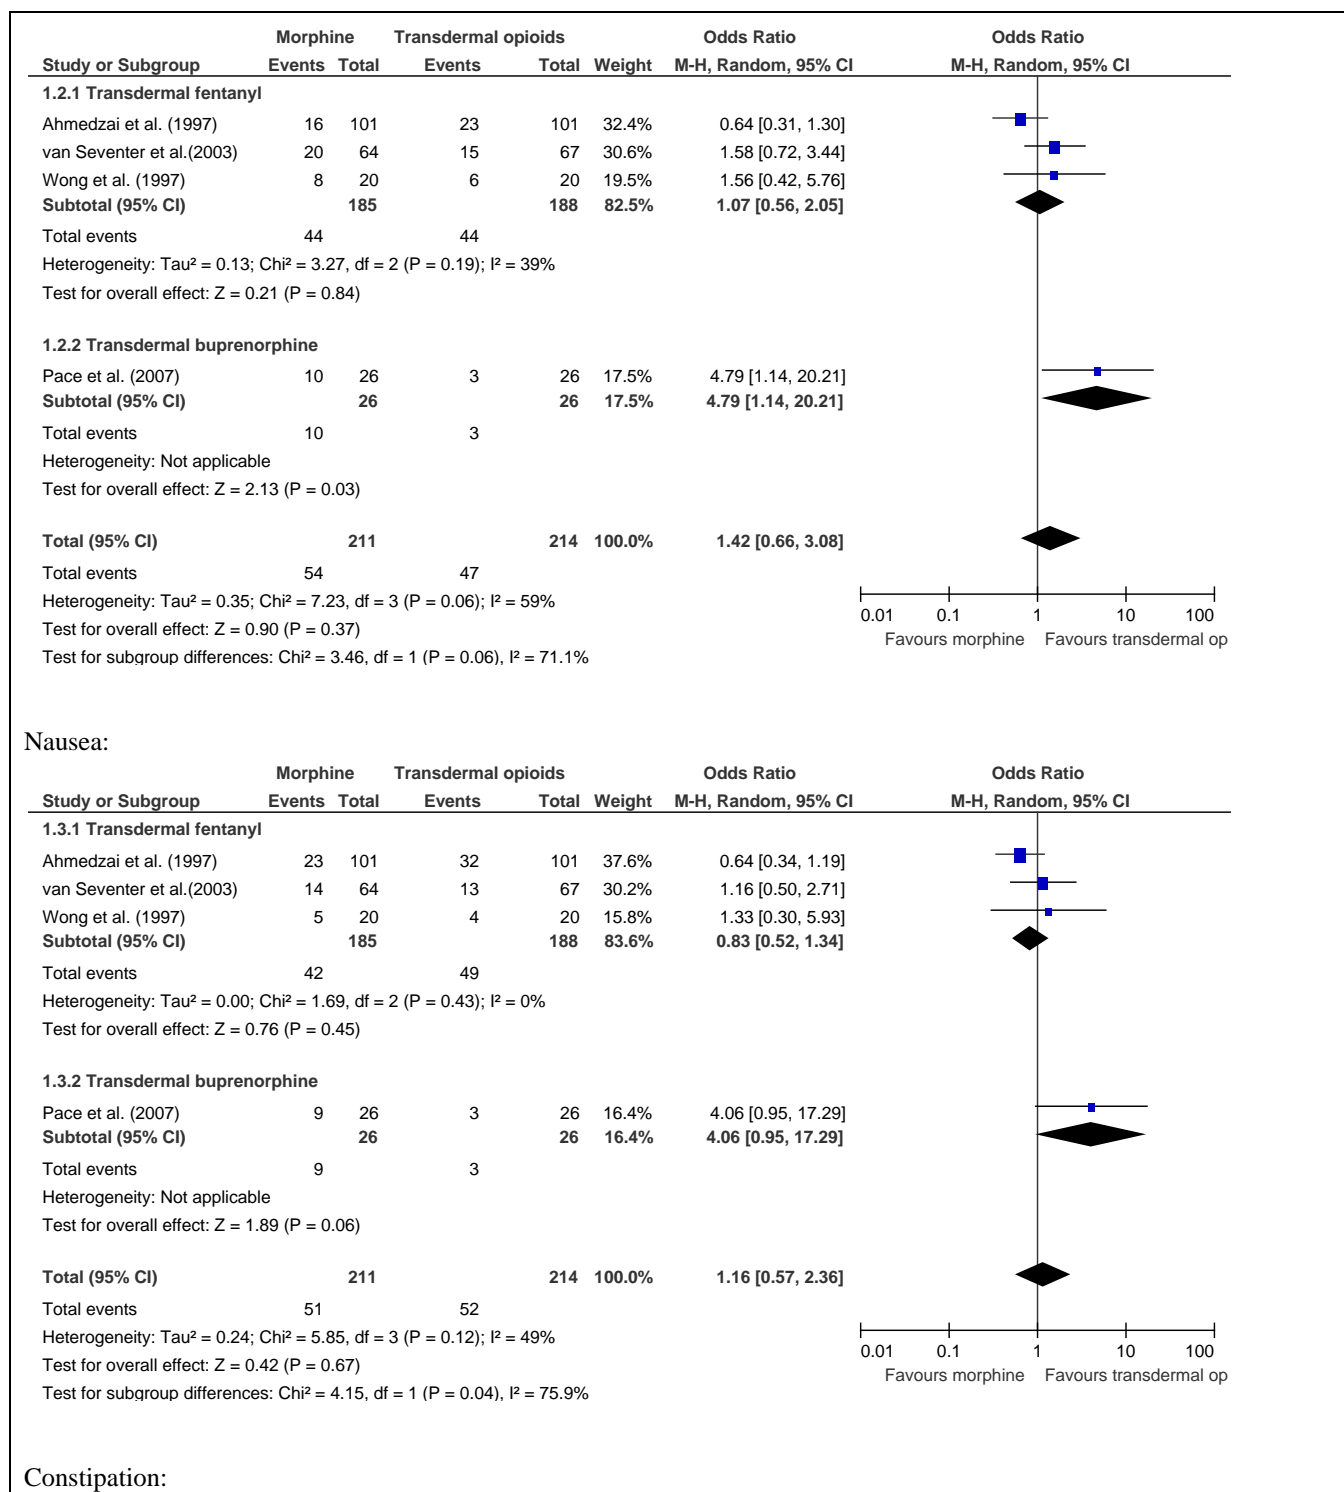 Morphine Transdermal opioids Odds Ratio Odds Ratio
Study or Subgroup Events Total Events Total Weight M-H, Random, 95% CI M-H, Random, 95% CI
1.2.1 Transdermal fentanyl
Ahmedzai et al. (1997) 16 101 23 101 32.4% 0.64 [0.31, 1.30]
van Seventer et al.(2003) 20 64 15 67 30.6% 1.58 [0.72, 3.44]
Wong et al. (1997) 8 20 6 20 19.5% 1.56 [0.42, 5.76]
Subtotal (95% CI) 185 188 82.5% 1.07 [0.56, 2.05]
Total events 44 44
Heterogeneity: Tau² = 0.13; Chi² = 3.27, df = 2 (P = 0.19); I² = 39%
Test for overall effect: Z = 0.21 (P = 0.84)
1.2.2 Transdermal buprenorphine
Pace et al. (2007) 10 26 3 26 17.5% 4.79 [1.14, 20.21]
Subtotal (95% CI) 26 26 17.5% 4.79 [1.14, 20.21]
Total events 10 3
Heterogeneity: Not applicable
Test for overall effect: Z = 2.13 (P = 0.03)
Total (95% CI) 211 214 100.0% 1.42 [0.66, 3.08]
Total events 54 47
Heterogeneity: Tau² = 0.35; Chi² = 7.23, df = 3 (P = 0.06); I² = 59%
Test for overall effect: Z = 0.90 (P = 0.37)
Test for subgroup differences: Chi² = 3.46, df = 1 (P = 0.06), I² = 71.1%
0.01 0.1 1 10 100
Favours morphine Favours transdermal op
Nausea:
Morphine Transdermal opioids Odds Ratio Odds Ratio
Study or Subgroup Events Total Events Total Weight M-H, Random, 95% CI M-H, Random, 95% CI
1.3.1 Transdermal fentanyl
Ahmedzai et al. (1997) 23 101 32 101 37.6% 0.64 [0.34, 1.19]
van Seventer et al.(2003) 14 64 13 67 30.2% 1.16 [0.50, 2.71]
Wong et al. (1997) 5 20 4 20 15.8% 1.33 [0.30, 5.93]
Subtotal (95% CI) 185 188 83.6% 0.83 [0.52, 1.34]
Total events 42 49
Heterogeneity: Tau² = 0.00; Chi² = 1.69, df = 2 (P = 0.43); I² = 0%
Test for overall effect: Z = 0.76 (P = 0.45)
1.3.2 Transdermal buprenorphine
Pace et al. (2007) 9 26 3 26 16.4% 4.06 [0.95, 17.29]
Subtotal (95% CI) 26 26 16.4% 4.06 [0.95, 17.29]
Total events 9 3
Heterogeneity: Not applicable
Test for overall effect: Z = 1.89 (P = 0.06)
Total (95% CI) 211 214 100.0% 1.16 [0.57, 2.36]
Total events 51 52
Heterogeneity: Tau² = 0.24; Chi² = 5.85, df = 3 (P = 0.12); I² = 49%
Test for overall effect: Z = 0.42 (P = 0.67)
Test for subgroup differences: Chi² = 4.15, df = 1 (P = 0.04), I² = 75.9%
0.01 0.1 1 10 100
Favours morphine Favours transdermal op
Constipation: